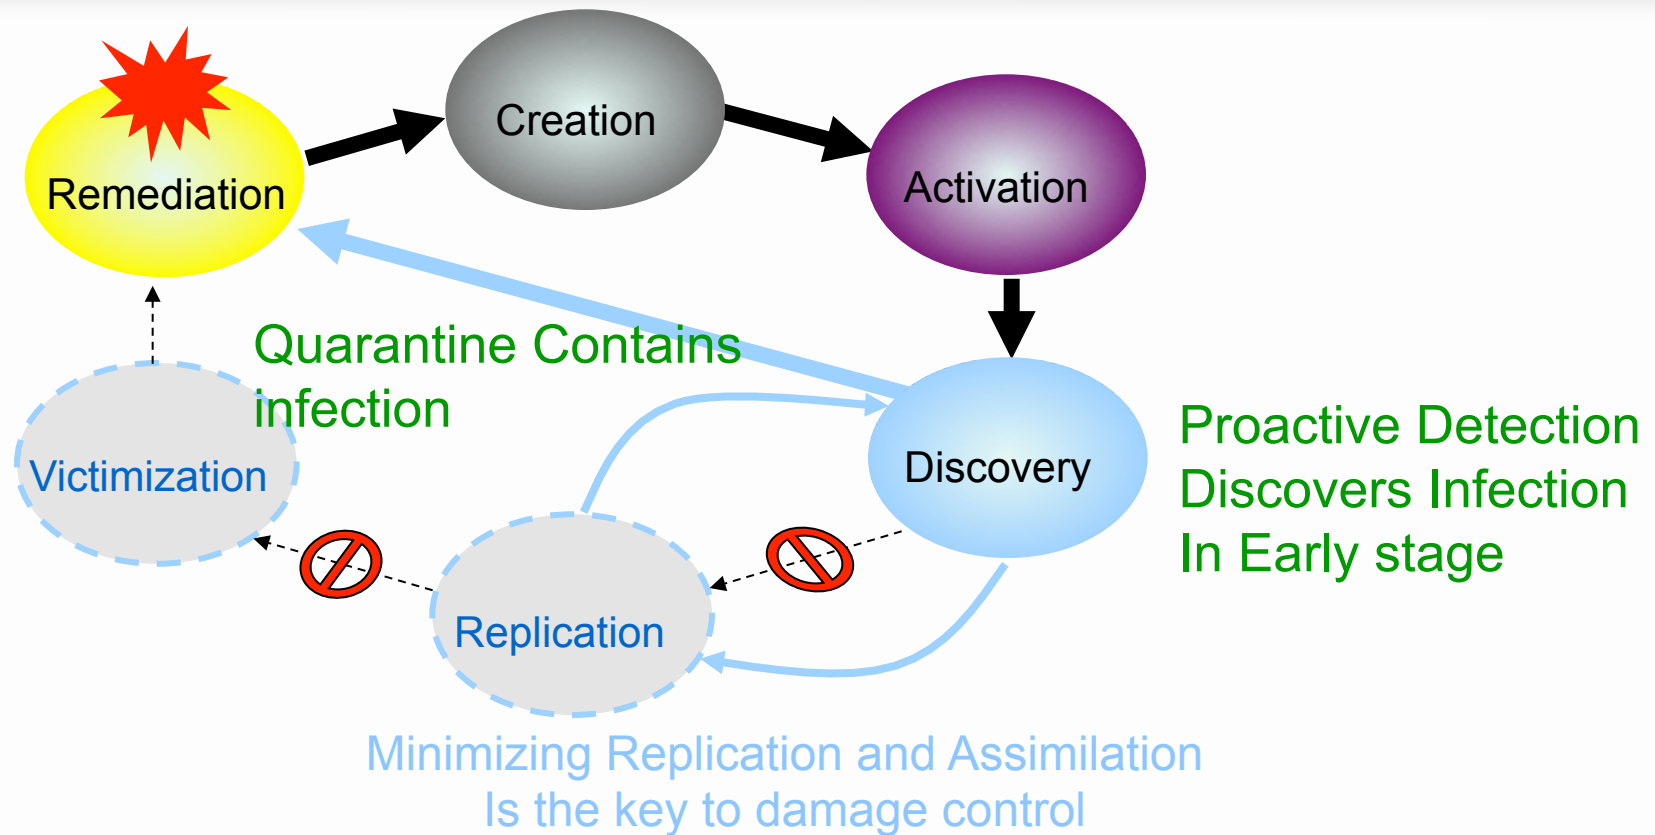 Creation
Remediation
Activation
Quarantine Contains
infection
Proactive Detection
Discovers Infection
In Early stage
Victimization
Discovery
Replication
Minimizing Replication and Assimilation
Is the key to damage control